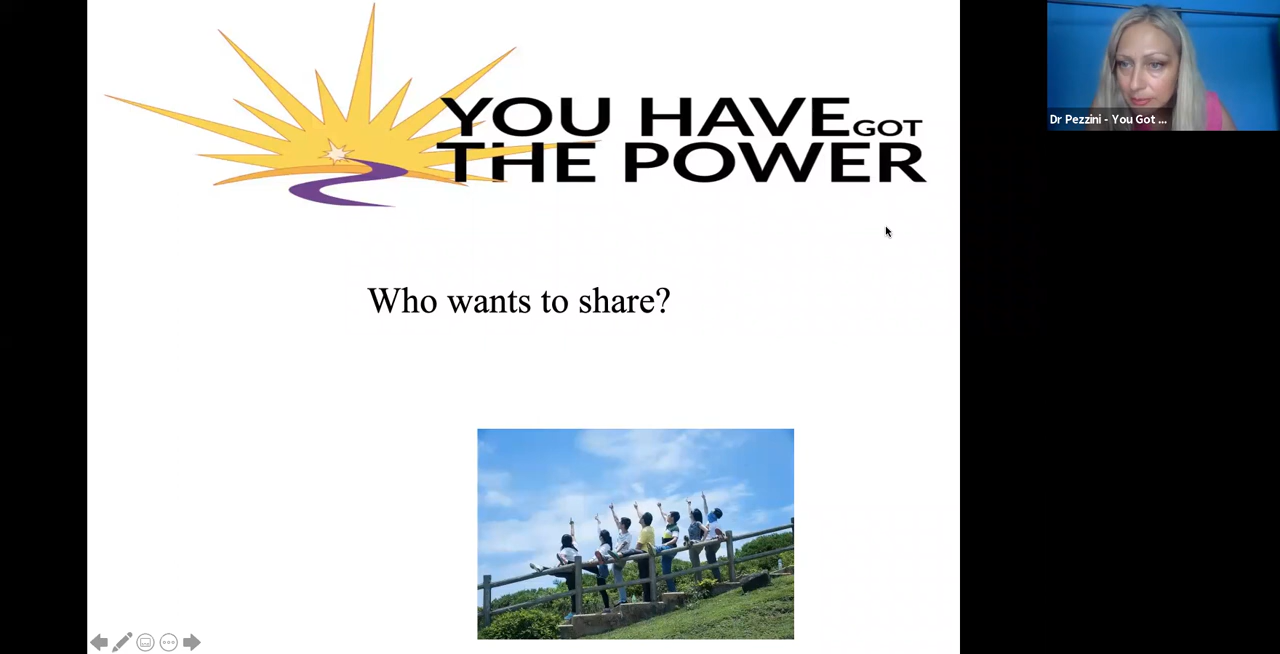 YOU HAVE GOT
THE POWER
Dr Pezzini - You Got ...
Who wants to share?